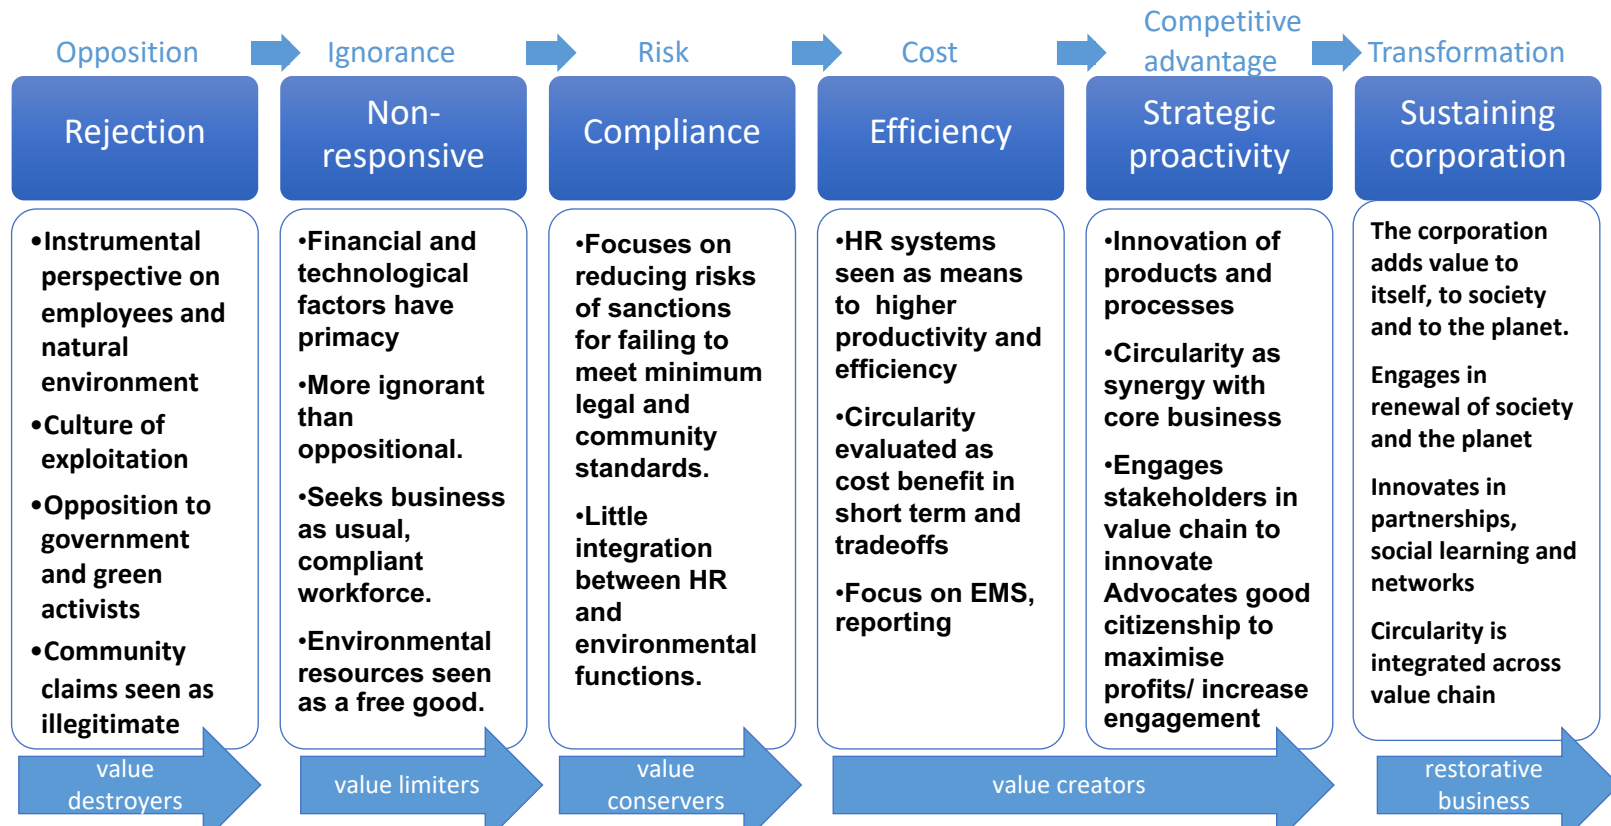 Opposition
Ignorance
Risk
Cost
Competitive
advantage
Transformation
Rejection
Non-
responsive
Compliance
Efficiency
Strategic
proactivity
Sustaining
corporation
•Instrumental
perspective on
employees and
natural
environment
•Culture of
exploitation
•Opposition to
government
and green
activists
•Community
claims seen as
illegitimate
•Financial and
technological
factors have
primacy
•More ignorant
than
oppositional.
•Seeks business
as usual,
compliant
workforce.
•Environmental
resources seen
as a free good.
•Focuses on
reducing risks
of sanctions
for failing to
meet minimum
legal and
community
standards.
•Little
integration
between HR
and
environmental
functions.
•HR systems
seen as means
to higher
productivity and
efficiency
•Circularity
evaluated as
cost benefit in
short term and
tradeoffs
•Focus on EMS,
reporting
•Innovation of
products and
processes
•Circularity as
synergy with
core business
•Engages
stakeholders in
value chain to
innovate
Advocates good
citizenship to
maximise
profits/ increase
engagement
The corporation
adds value to
itself, to society
and to the planet.
Engages in
renewal of society
and the planet
Innovates in
partnerships,
social learning and
networks
Circularity is
integrated across
value chain
value
destroyers
value limiters
value
conservers
value creators
restorative
business